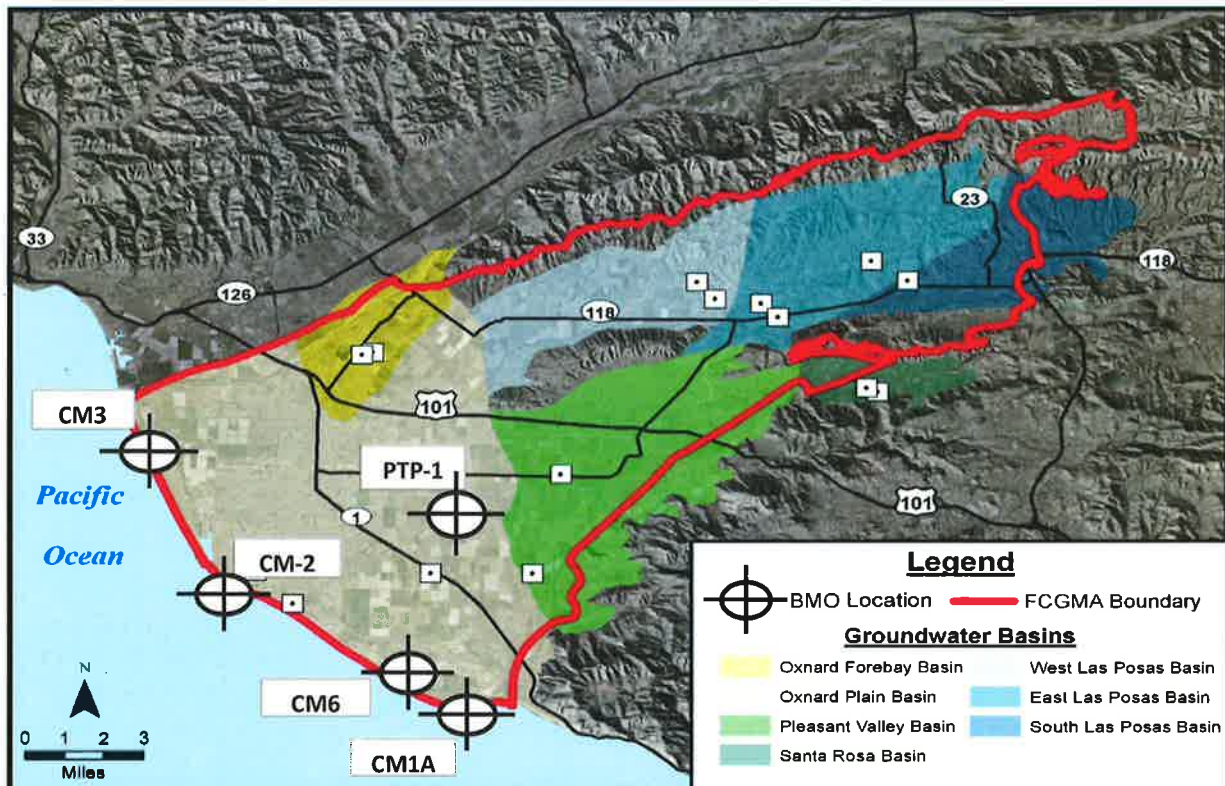 33
126
23
118
118
CM3
101
PTP-1
Pacific
Ocean
1
101
CM-2
CM6
CM1A
N
0 1 2 3
Miles
Legend
BMO Location
FCGMA Boundary
Groundwater Basins
Oxnard Forebay Basin
West Las Posas Basin
Oxnard Plain Basin
East Las Posas Basin
Pleasant Valley Basin
South Las Posas Basin
Santa Rosa Basin